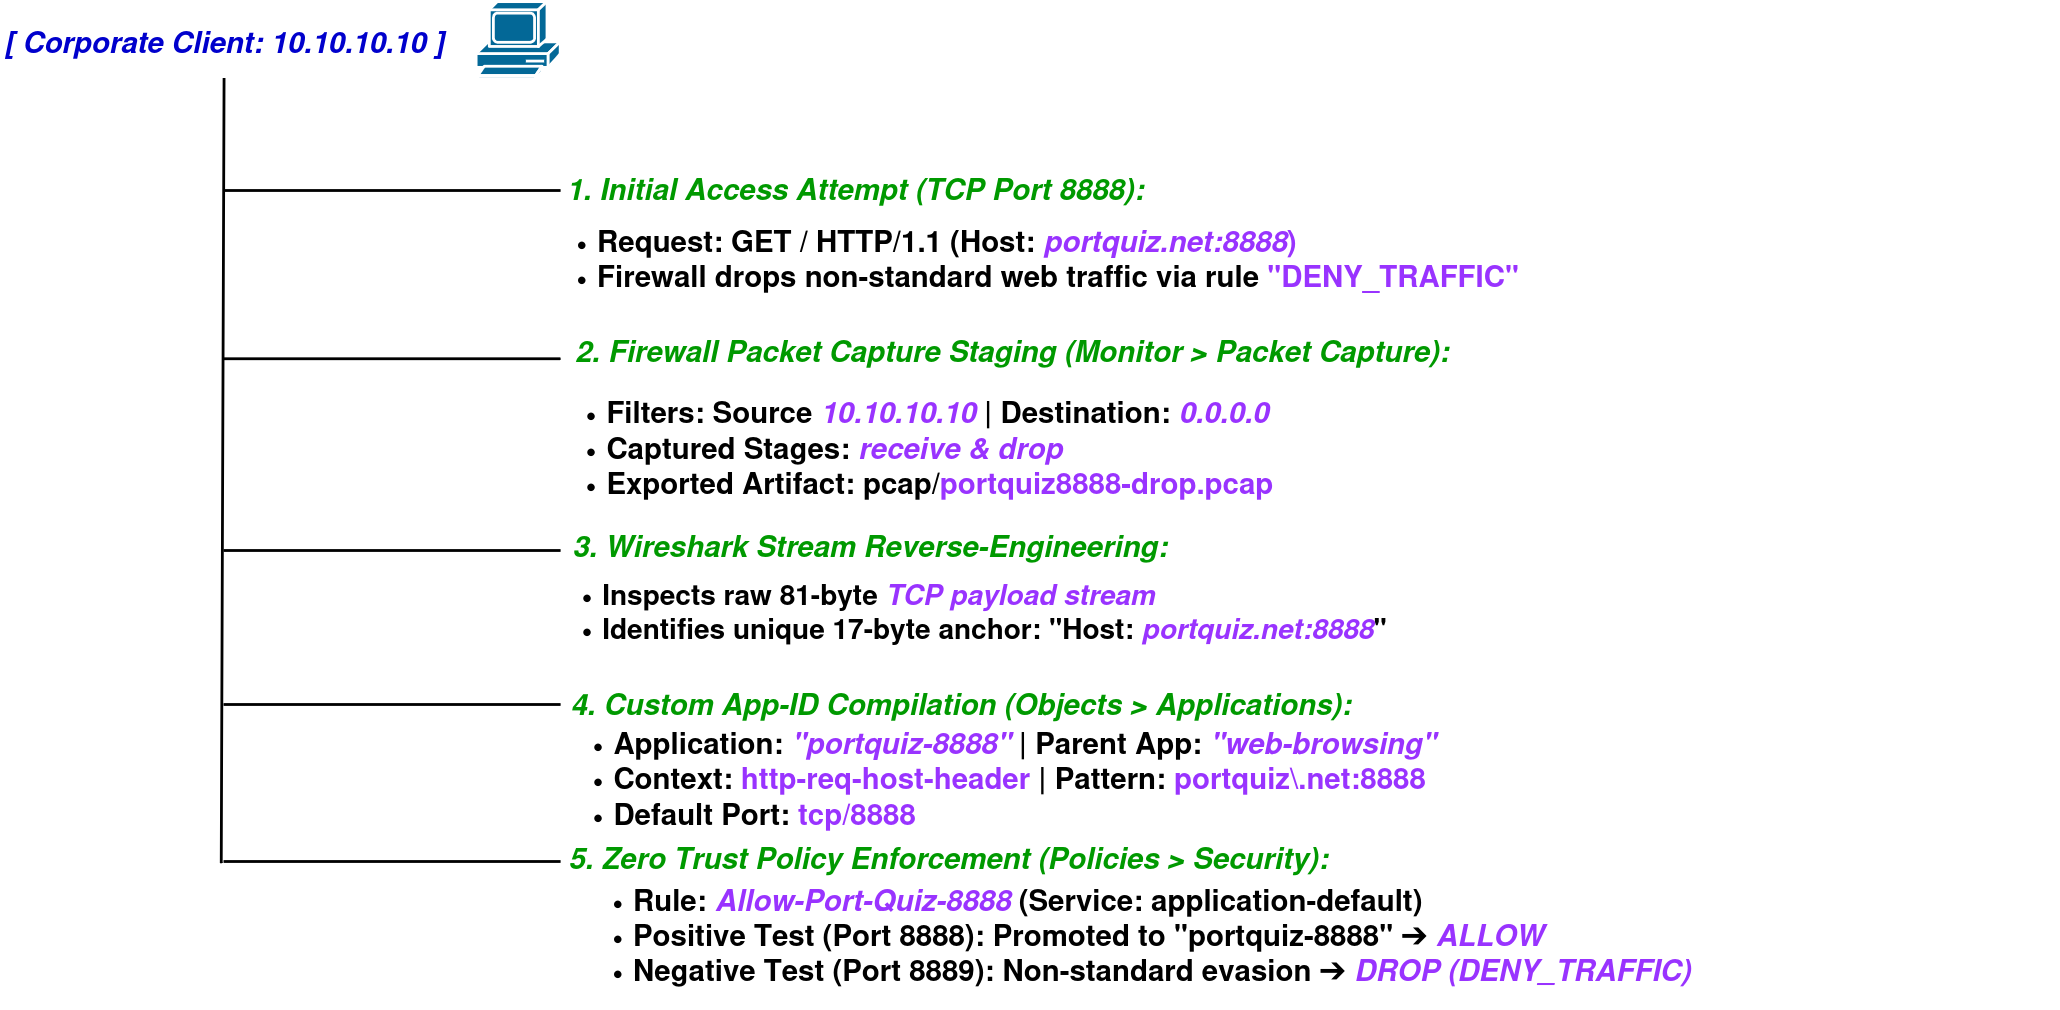 [ Corporate Client: 10.10.10.10 ]
1. Initial Access Attempt (TCP Port 8888):
• Request: GET / HTTP/1.1 (Host: portquiz.net:8888)
• Firewall drops non-standard web traffic via rule "DENY_TRAFFIC"
2. Firewall Packet Capture Staging (Monitor > Packet Capture):
• Filters: Source 10.10.10.10 | Destination: 0.0.0.0
• Captured Stages: receive & drop
• Exported Artifact: pcap/portquiz8888-drop.pcap
3. Wireshark Stream Reverse-Engineering:
• Inspects raw 81-byte TCP payload stream
• Identifies unique 17-byte anchor: "Host: portquiz.net:8888"
4. Custom App-ID Compilation (Objects > Applications):
• Application: "portquiz-8888" | Parent App: "web-browsing"
• Context: http-req-host-header | Pattern: portquiz\.net:8888
• Default Port: tcp/8888
5. Zero Trust Policy Enforcement (Policies > Security):
• Rule: Allow-Port-Quiz-8888 (Service: application-default)
• Positive Test (Port 8888): Promoted to "portquiz-8888" ➔ ALLOW
• Negative Test (Port 8889): Non-standard evasion ➔ DROP (DENY_TRAFFIC)